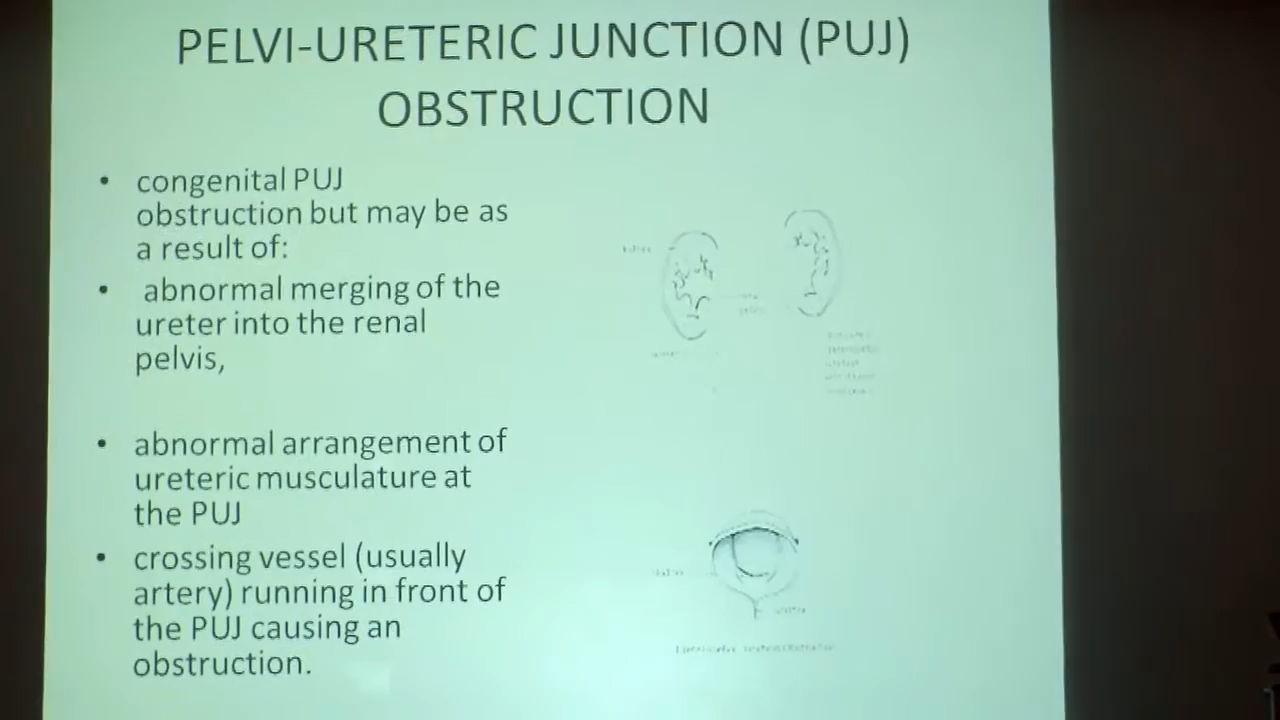 PELVI-URETERIC JUNCTION (PUJ)
OBSTRUCTION
• congenital PUJ
obstruction but may be as
a result of:
• abnormal merging of the
ureter into the renal
pelvis,
• abnormal arrangement of
ureteric musculature at
the PUJ
• crossing vessel (usually
artery) running in front of
the PUJ causing an
obstruction.